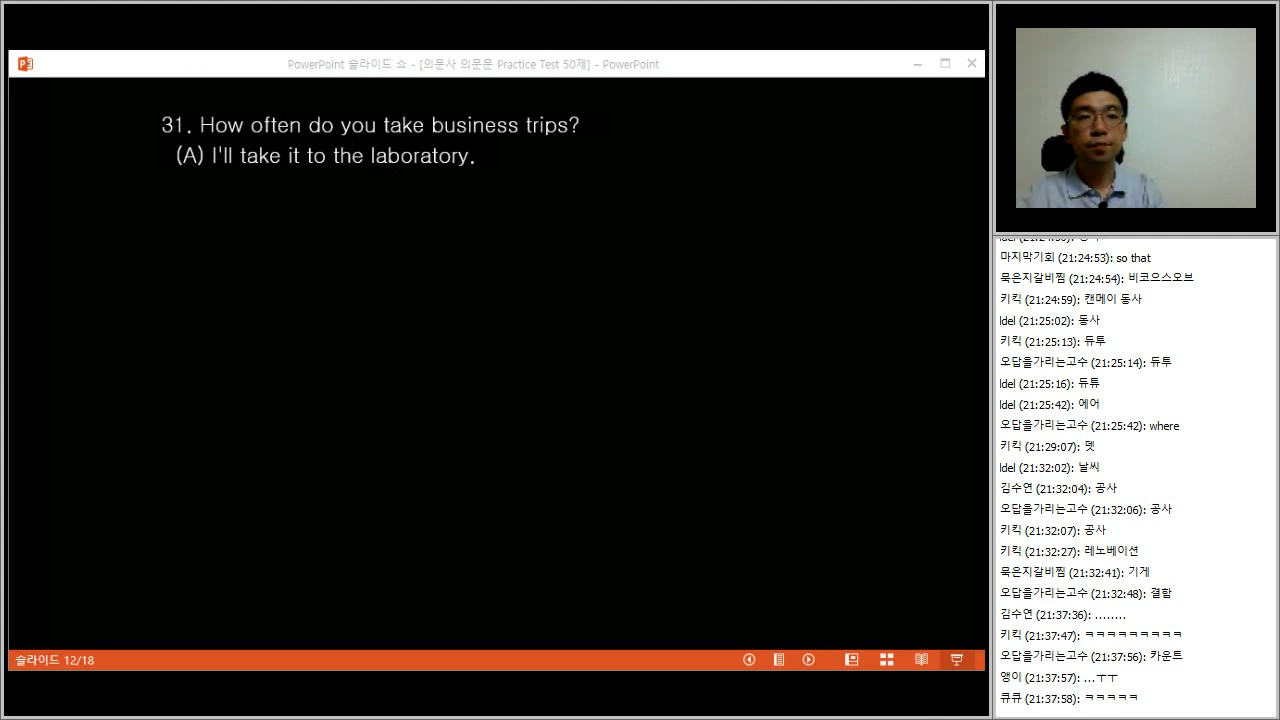 PowerPoint 슬라이드 쇼 - [의문사 의문문 Practice Test 50제] - PowerPoint
31. How often do you take business trips?
(A) I'll take it to the laboratory.
슬라이드 12/18
마지막기회 (21:24:53): so that
묵은지갈비찜 (21:24:54): 비코으스오브
키킥 (21:24:59): 캔메이 동사
ldel (21:25:02): 동사
키킥 (21:25:13): 듀투
오답을가리는고수 (21:25:14): 듀투
ldel (21:25:16): 듀튜
ldel (21:25:42): 에어
오답을가리는고수 (21:25:42): where
키킥 (21:29:07): 뎃
ldel (21:32:02): 날씨
김수연 (21:32:04): 공사
오답을가리는고수 (21:32:06): 공사
키킥 (21:32:07): 공사
키킥 (21:32:27): 레노베이션
묵은지갈비찜 (21:32:41): 기게
오답을가리는고수 (21:32:48): 결함
김수연 (21:37:36): ........
키킥 (21:37:47): ㅋㅋㅋㅋㅋㅋㅋㅋㅋ
오답을가리는고수 (21:37:56): 카운트
앵이 (21:37:57): ...ㅜㅜ
큐큐 (21:37:58): ㅋㅋㅋㅋㅋ